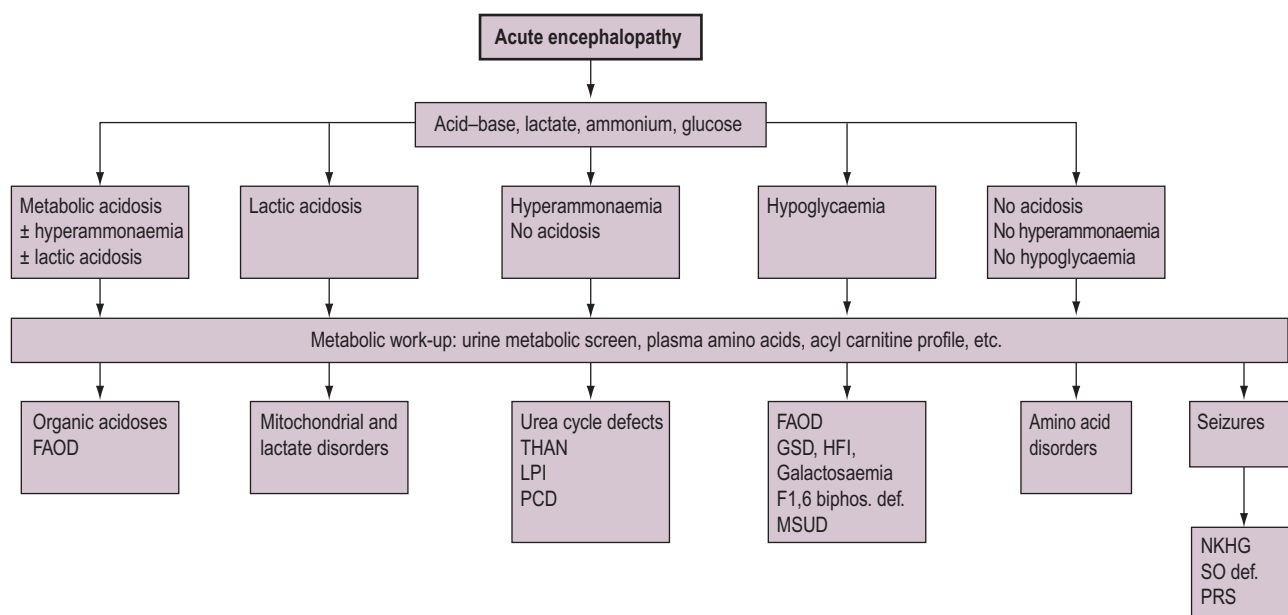 Acute encephalopathy
Acid–base, lactate, ammonium, glucose
Metabolic acidosis
± hyperammonaemia
± lactic acidosis
Lactic acidosis
Hyperammonaemia
No acidosis
Hypoglycaemia
No acidosis
No hyperammonaemia
No hypoglycaemia
Metabolic work-up: urine metabolic screen, plasma amino acids, acyl carnitine profile, etc.
Organic acidoses
FAOD
Mitochondrial and
lactate disorders
Urea cycle defects
THAN
LPI
PCD
FAOD
GSD, HFI,
Galactosaemia
F1,6 biphos. def.
MSUD
Amino acid
disorders
Seizures
NKHG
SO def.
PRS